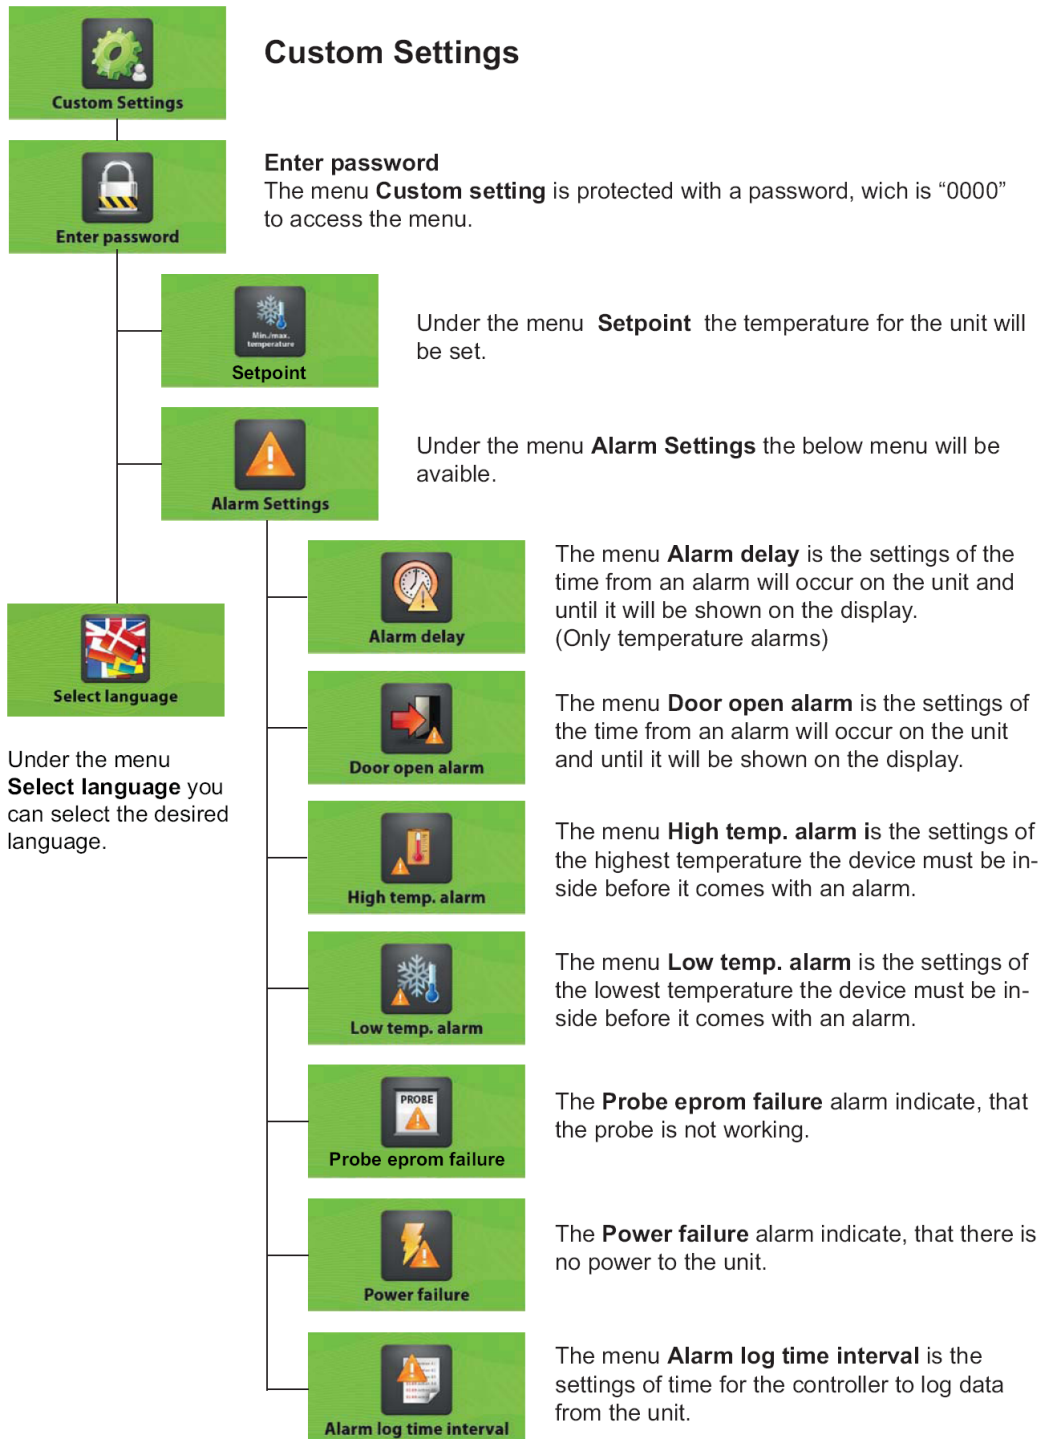 Custom Settings
Custom Settings
Enter password
Enter password
The menu Custom setting is protected with a password, wich is “0000”
to access the menu.
Min./max.
temperature
Setpoint
Under the menu Setpoint the temperature for the unit will
be set.
Alarm Settings
Under the menu Alarm Settings the below menu will be
avaible.
Alarm delay
The menu Alarm delay is the settings of the
time from an alarm will occur on the unit and
until it will be shown on the display.
(Only temperature alarms)
Select language
Under the menu
Select language you
can select the desired
language.
Door open alarm
The menu Door open alarm is the settings of
the time from an alarm will occur on the unit
and until it will be shown on the display.
High temp. alarm
The menu High temp. alarm is the settings of
the highest temperature the device must be in-
side before it comes with an alarm.
Low temp. alarm
The menu Low temp. alarm is the settings of
the lowest temperature the device must be in-
side before it comes with an alarm.
PROBE
Probe eprom failure
The Probe eprom failure alarm indicate, that
the probe is not working.
Power failure
The Power failure alarm indicate, that there is
no power to the unit.
Alarm log time interval
The menu Alarm log time interval is the
settings of time for the controller to log data
from the unit.